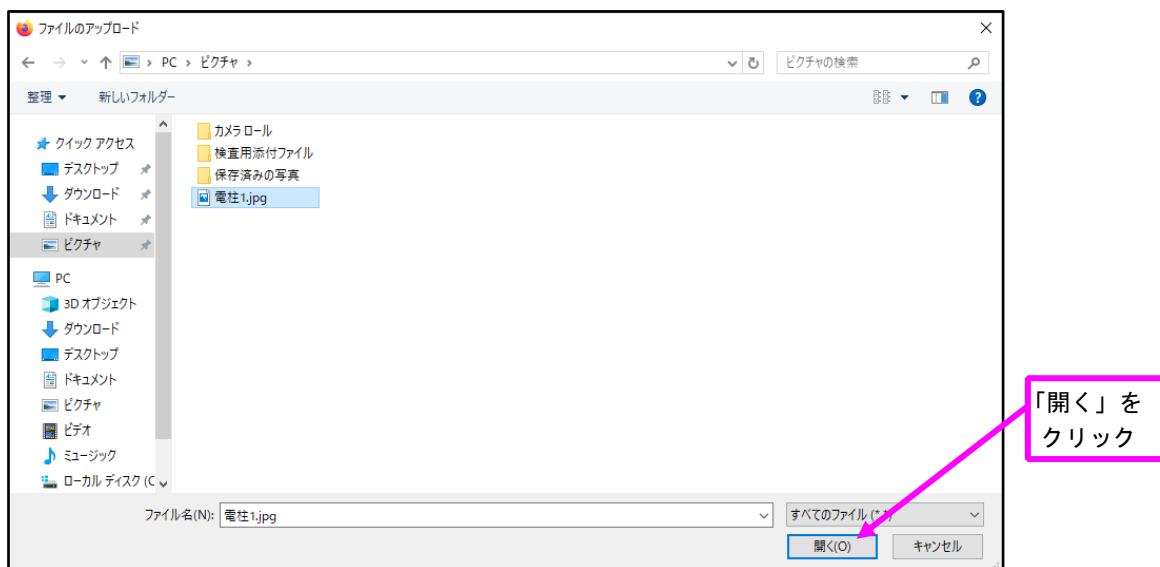 ファイルのアップロード
PC › ピクチャ ›
ピクチャの検索
整理
新しいフォルダー
クイック アクセス
デスクトップ
ダウンロード
ドキュメント
ピクチャ
PC
3D オブジェクト
ダウンロード
デスクトップ
ドキュメント
ピクチャ
ビデオ
ミュージック
ローカル ディスク (C
カメラ ロール
検査用添付ファイル
保存済みの写真
電柱1.jpg
ファイル名(N):
電柱1.jpg
すべてのファイル (*.*)
開く(O)
キャンセル
「開く」を
クリック